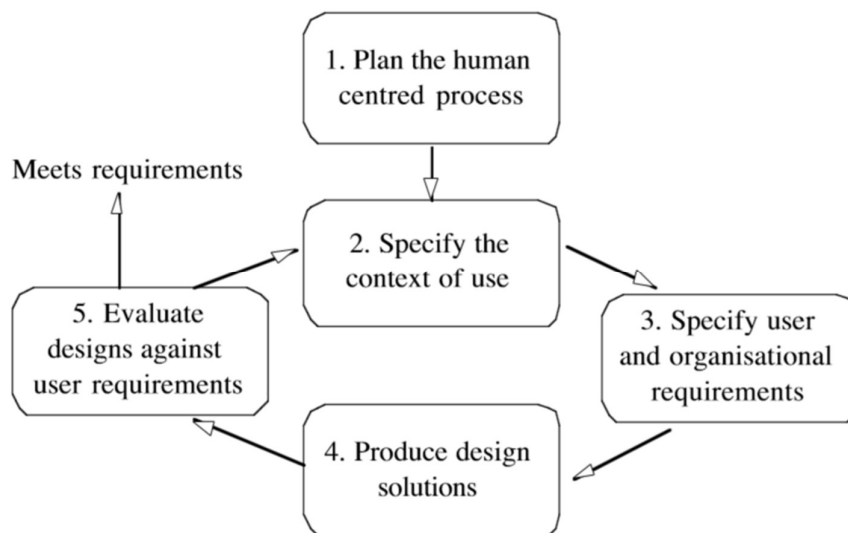 1. Plan the human
centred process
Meets requirements
2. Specify the
context of use
5. Evaluate
designs against
user requirements
3. Specify user
and organisational
requirements
4. Produce design
solutions